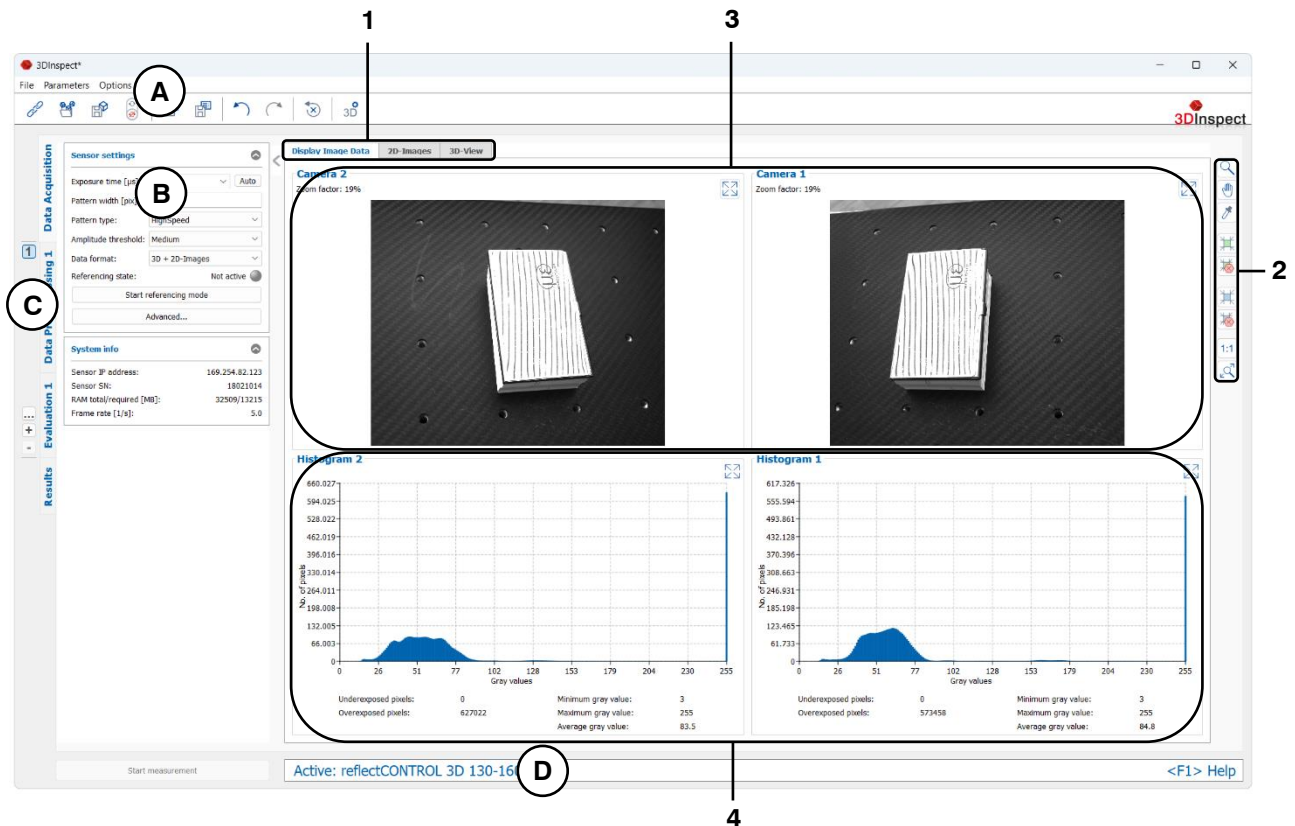 1
3
3DInspect*
File Parameters Options
A
3DInspect
Data Acquisition
Sensor settings
Exposure time [µs]
Auto
B
Pattern width [pix]
Pattern type: HighSpeed
Amplitude threshold: Medium
Data format: 3D + 2D-Images
Referencing state: Not active
Start referencing mode
Advanced...
1
C
System info
Sensor IP address: 169.254.82.123
Sensor SN: 18021014
RAM total/required [MB]: 32509/13215
Frame rate [1/s]: 5.0
Evaluation 1
...
+
-
Results
Display Image Data 2D-Images 3D-View
Camera 2
Zoom factor: 19%
Camera 1
Zoom factor: 19%
2
1:1
Histogram 2
660.027
594.025
528.022
462.019
396.016
330.014
264.011
198.008
132.005
66.003
0
No. of pixels
0 26 51 77 102 128 153 179 204 230 255
Gray values
Underexposed pixels: 0 Minimum gray value: 3
Overexposed pixels: 627022 Maximum gray value: 255
Average gray value: 83.5
Histogram 1
617.326
555.594
493.861
432.128
370.396
308.663
246.931
185.198
123.465
61.733
0
No. of pixels
0 26 51 77 102 128 153 179 204 230 255
Gray values
Underexposed pixels: 0 Minimum gray value: 3
Overexposed pixels: 573458 Maximum gray value: 255
Average gray value: 84.8
Start measurement
Active: reflectCONTROL 3D 130-160
D
<F1> Help
4